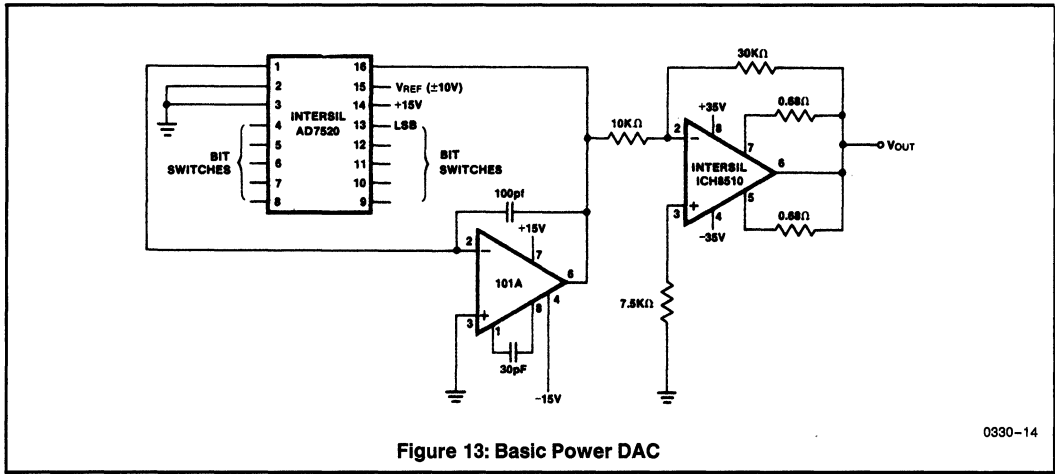 1
2
3
4
5
6
7
8
INTERSIL
AD7520
16
15
14
13
12
11
10
9
VREF (±10V)
+15V
LSB
BIT
SWITCHES
BIT
SWITCHES
100pf
+15V
2
7
101A
6
4
3
8
1
30pF
−15V
10KΩ
30KΩ
+35V
8
0.68Ω
2
7
INTERSIL
ICH8510
6
VOUT
3
4
5
−35V
0.68Ω
7.5KΩ
0330–14
Figure 13: Basic Power DAC